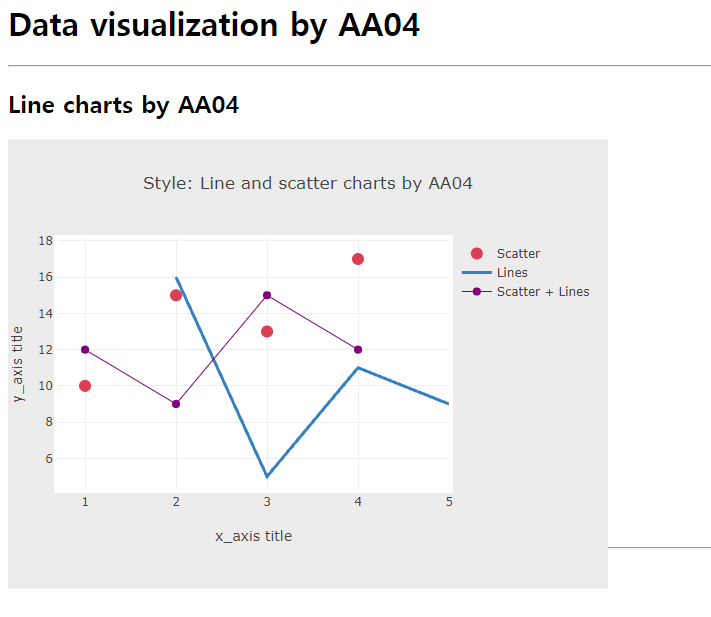 Data visualization by AA04
Line charts by AA04
Style: Line and scatter charts by AA04
18
16
14
12
10
8
6
y_axis title
1
2
3
4
5
x_axis title
Scatter
Lines
Scatter + Lines